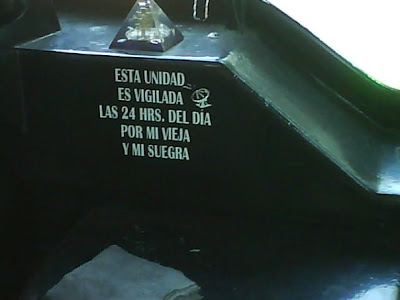 ESTA UNIDAD
ES VIGILADA
LAS 24 HRS. DEL DÍA
POR MI VIEJA
Y MI SUEGRA